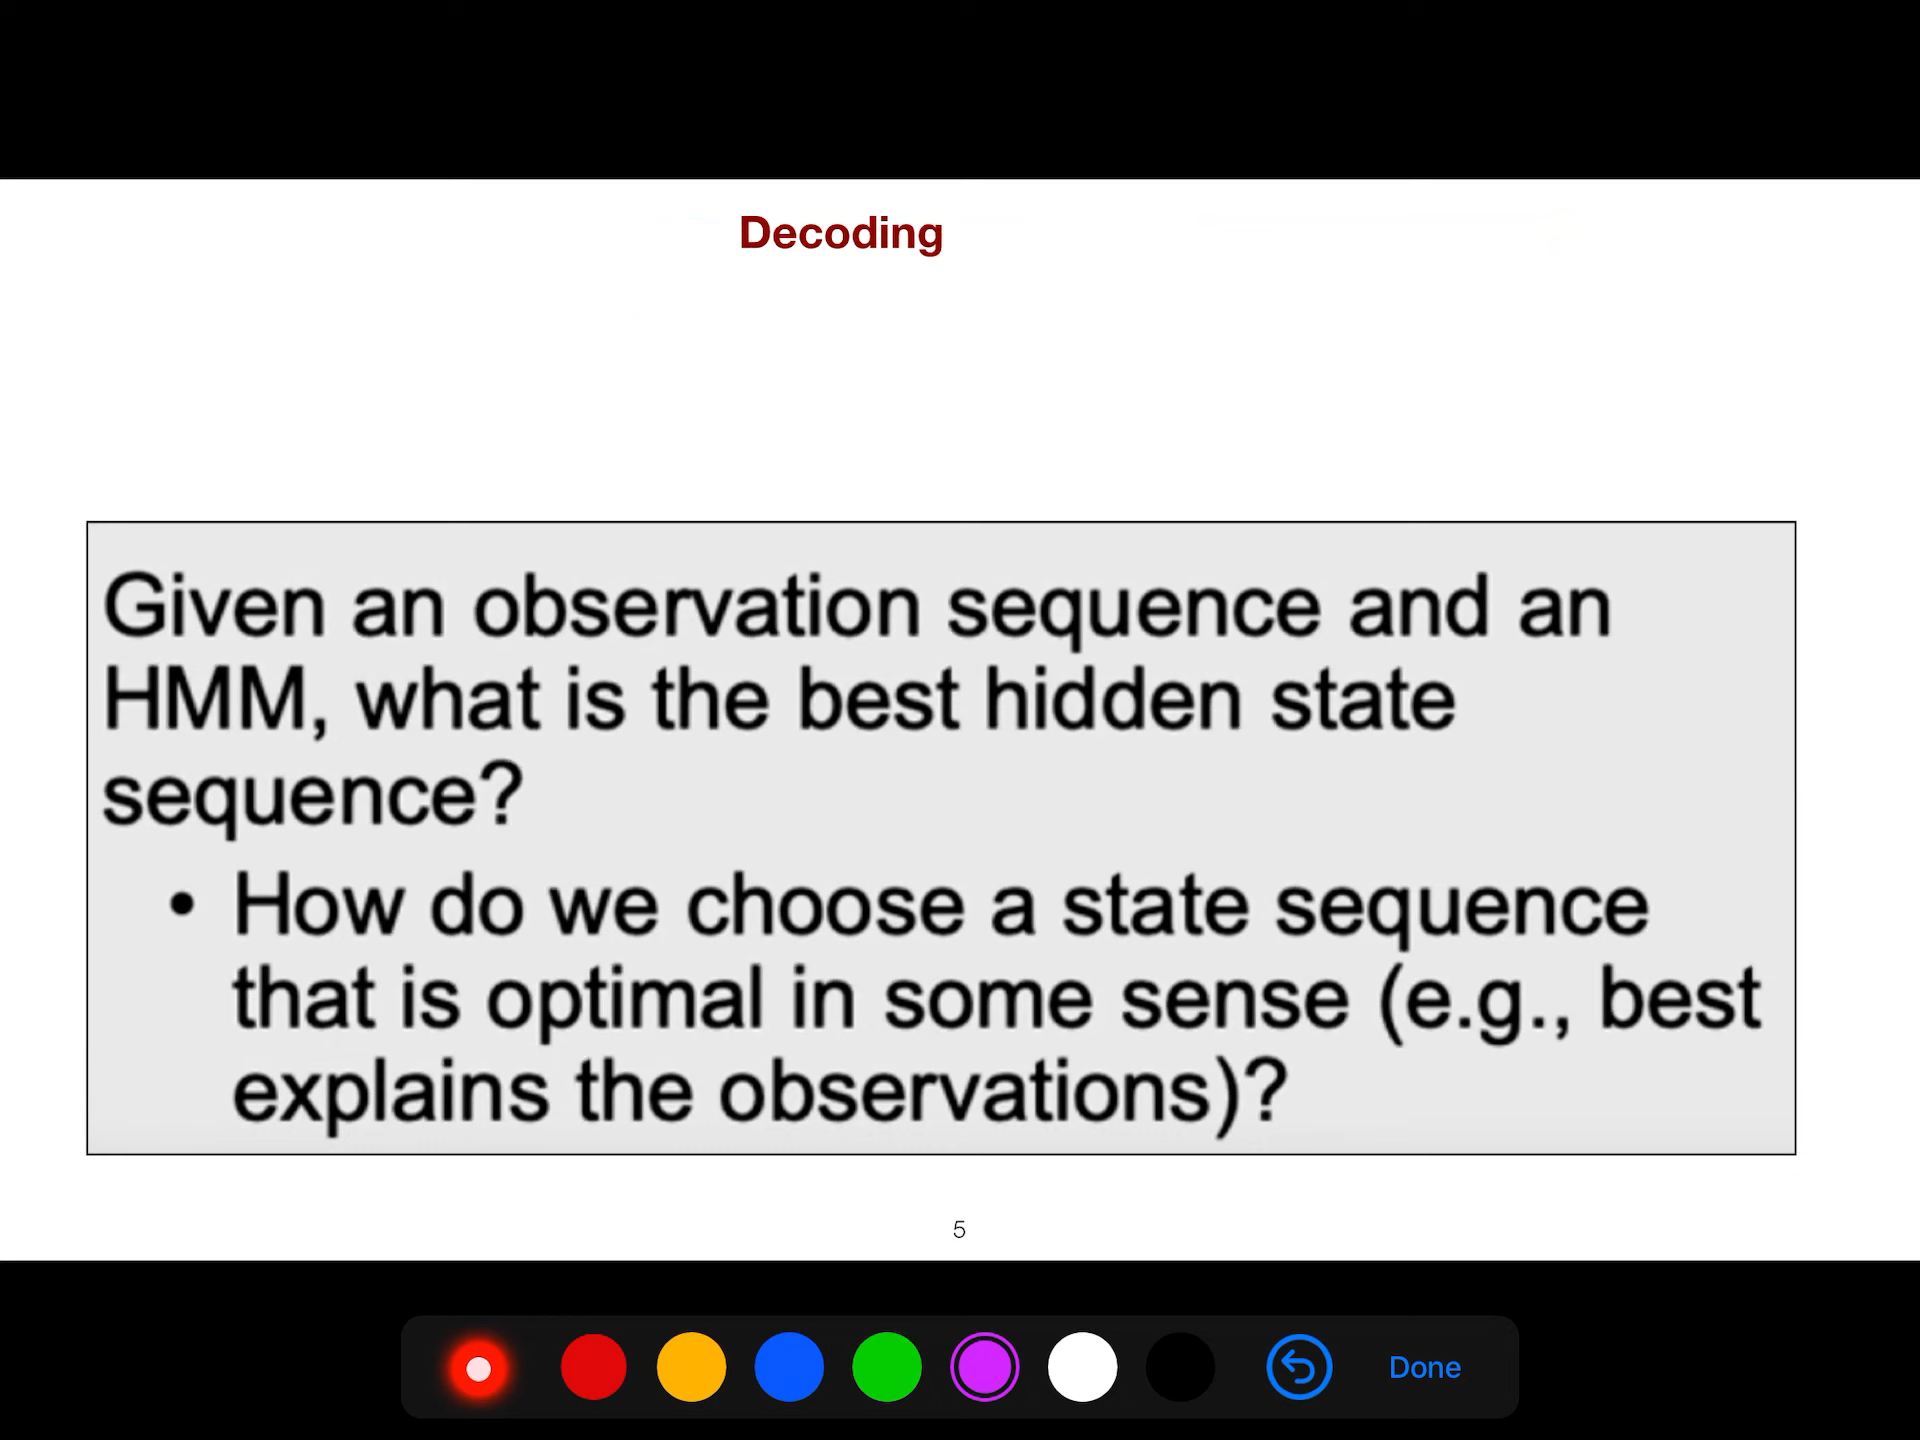 Decoding
Given an observation sequence and an
HMM, what is the best hidden state
sequence?
• How do we choose a state sequence
that is optimal in some sense (e.g., best
explains the observations)?
5
Done